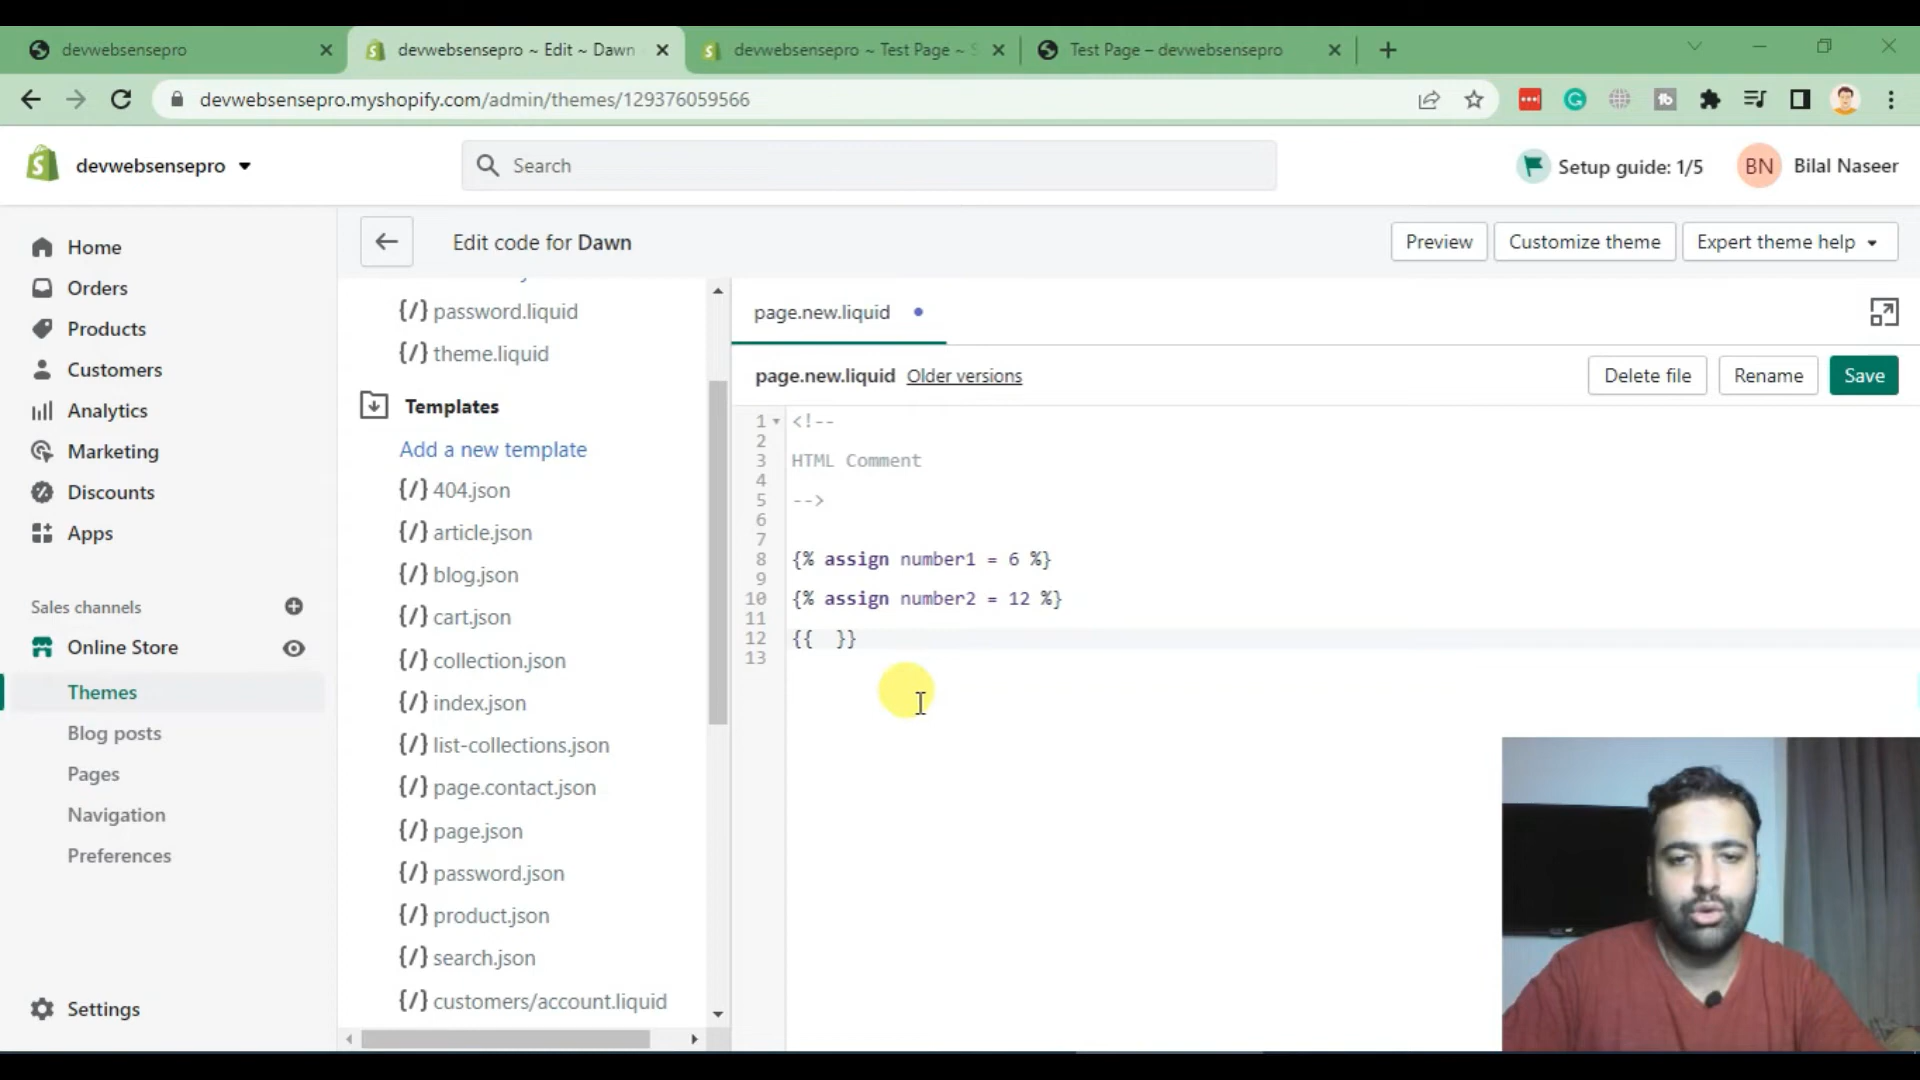 devwebsensepro
devwebsensepro ~ Edit ~ Dawn
devwebsensepro ~ Test Page ~ S
Test Page – devwebsensepro
devwebsensepro.myshopify.com/admin/themes/129376059566
devwebsensepro
Search
Setup guide: 1/5
BN
Bilal Naseer
Home
Orders
Products
Customers
Analytics
Marketing
Discounts
Apps
Sales channels
Online Store
Themes
Blog posts
Pages
Navigation
Preferences
Settings
Edit code for Dawn
Preview
Customize theme
Expert theme help
{/} password.liquid
{/} theme.liquid
Templates
Add a new template
{/} 404.json
{/} article.json
{/} blog.json
{/} cart.json
{/} collection.json
{/} index.json
{/} list-collections.json
{/} page.contact.json
{/} page.json
{/} password.json
{/} product.json
{/} search.json
{/} customers/account.liquid
page.new.liquid
page.new.liquid Older versions
Delete file
Rename
Save
1 <!--
2
3 HTML Comment
4
5 -->
6
7
8 {% assign number1 = 6 %}
9
10 {% assign number2 = 12 %}
11
12 {{  }}
13